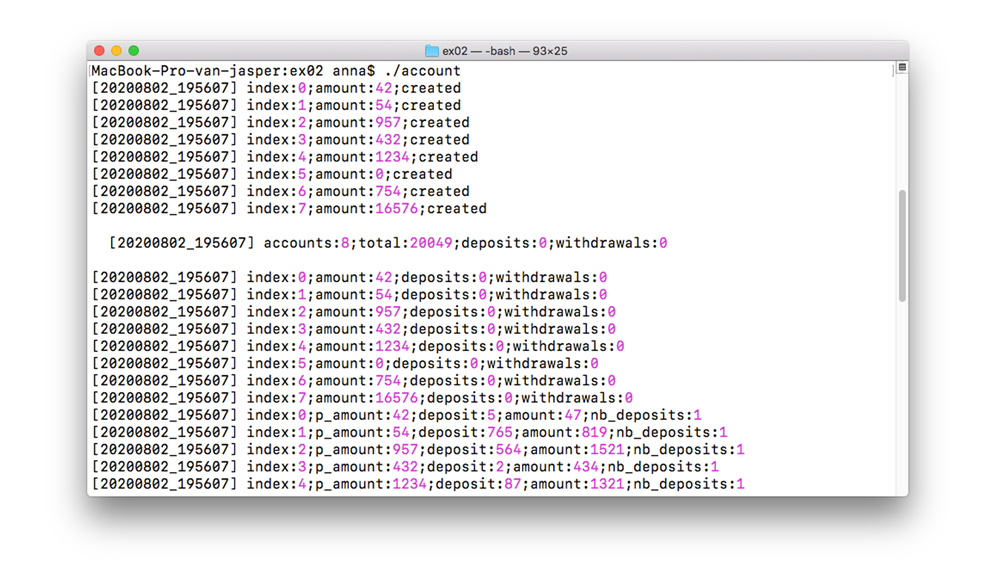 ex02 — -bash — 93×25
MacBook-Pro-van-jasper:ex02 anna$ ./account
[20200802_195607] index:0;amount:42;created
[20200802_195607] index:1;amount:54;created
[20200802_195607] index:2;amount:957;created
[20200802_195607] index:3;amount:432;created
[20200802_195607] index:4;amount:1234;created
[20200802_195607] index:5;amount:0;created
[20200802_195607] index:6;amount:754;created
[20200802_195607] index:7;amount:16576;created
[20200802_195607] accounts:8;total:20049;deposits:0;withdrawals:0
[20200802_195607] index:0;amount:42;deposits:0;withdrawals:0
[20200802_195607] index:1;amount:54;deposits:0;withdrawals:0
[20200802_195607] index:2;amount:957;deposits:0;withdrawals:0
[20200802_195607] index:3;amount:432;deposits:0;withdrawals:0
[20200802_195607] index:4;amount:1234;deposits:0;withdrawals:0
[20200802_195607] index:5;amount:0;deposits:0;withdrawals:0
[20200802_195607] index:6;amount:754;deposits:0;withdrawals:0
[20200802_195607] index:7;amount:16576;deposits:0;withdrawals:0
[20200802_195607] index:0;p_amount:42;deposit:5;amount:47;nb_deposits:1
[20200802_195607] index:1;p_amount:54;deposit:765;amount:819;nb_deposits:1
[20200802_195607] index:2;p_amount:957;deposit:564;amount:1521;nb_deposits:1
[20200802_195607] index:3;p_amount:432;deposit:2;amount:434;nb_deposits:1
[20200802_195607] index:4;p_amount:1234;deposit:87;amount:1321;nb_deposits:1